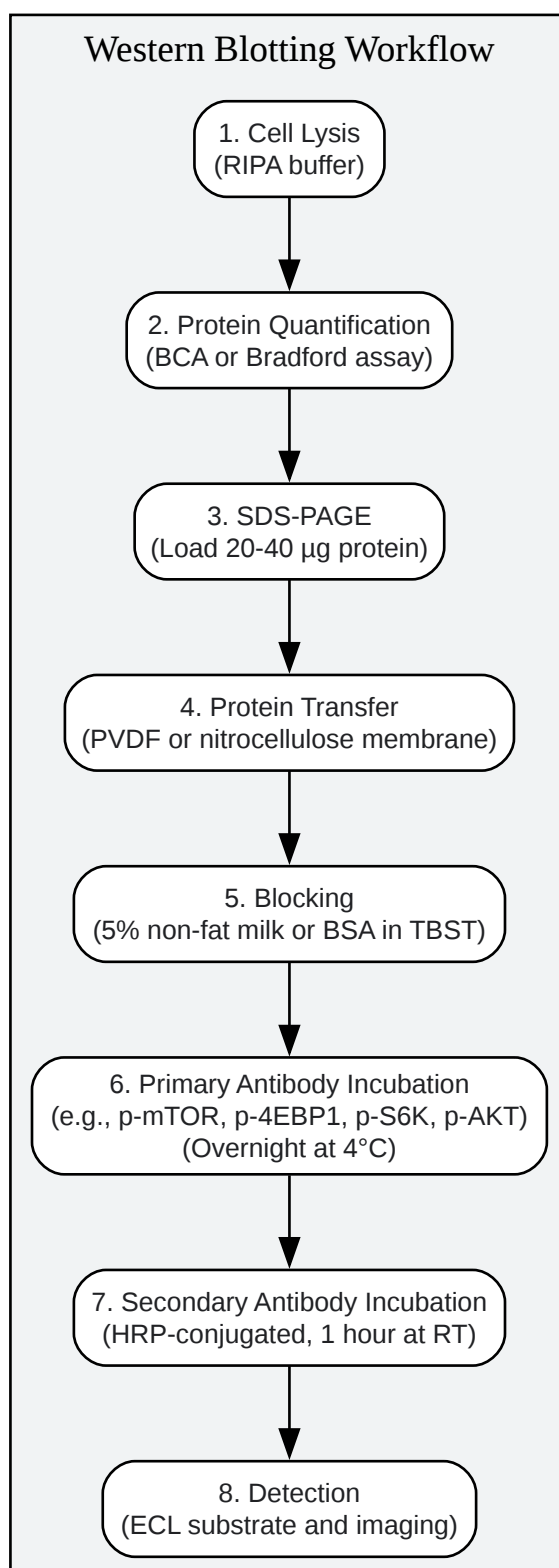 Western Blotting Workflow
1. Cell Lysis
(RIPA buffer)
2. Protein Quantification
(BCA or Bradford assay)
3. SDS-PAGE
(Load 20-40 µg protein)
4. Protein Transfer
(PVDF or nitrocellulose membrane)
5. Blocking
(5% non-fat milk or BSA in TBST)
6. Primary Antibody Incubation
(e.g., p-mTOR, p-4EBP1, p-S6K, p-AKT)
(Overnight at 4°C)
7. Secondary Antibody Incubation
(HRP-conjugated, 1 hour at RT)
8. Detection
(ECL substrate and imaging)